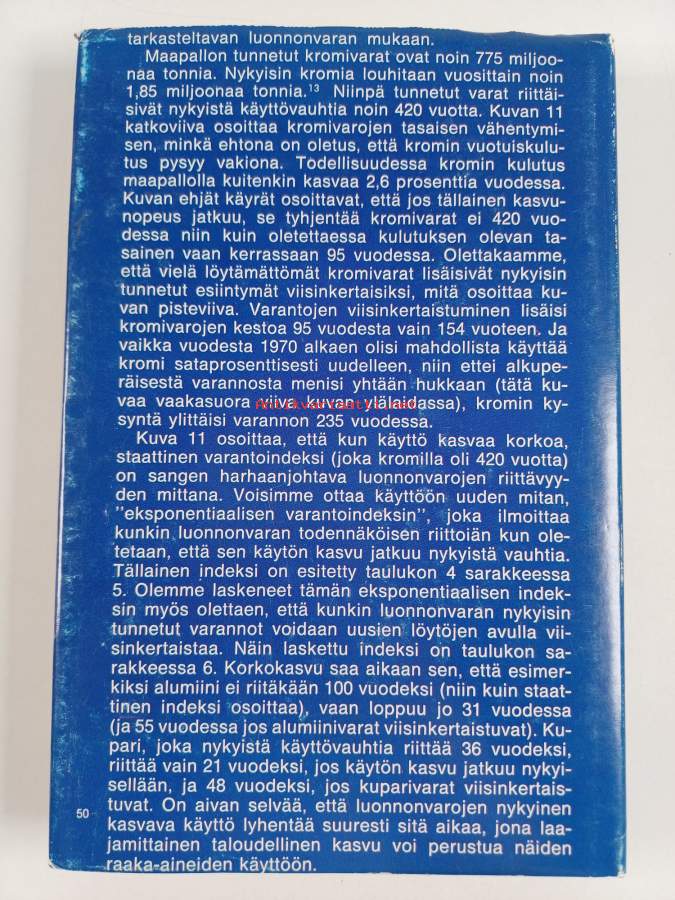 tarkasteltavan luonnonvaran mukaan.
Maapallon tunnetut kromivarat ovat noin 775 miljoo-
naa tonnia. Nykyisin kromia louhitaan vuosittain noin
1,85 miljoonaa tonnia.¹³ Niinpä tunnetut varat riittäi-
sivät nykyistä käyttövauhtia noin 420 vuotta. Kuvan 11
katkoviiva osoittaa kromivarojen tasaisen vähentymi-
sen, minkä ehtona on oletus, että kromin vuotuiskulu-
tus pysyy vakiona. Todellisuudessa kromin kulutus
maapallolla kuitenkin kasvaa 2,6 prosenttia vuodessa.
Kuvan ehjät käyrät osoittavat, että jos tällainen kasvu-
nopeus jatkuu, se tyhjentää kromivarat ei 420 vuo-
dessa niin kuin oletettaessa kulutuksen olevan ta-
sainen vaan kerrassaan 95 vuodessa. Olettakaamme,
että vielä löytämättömät kromivarat lisäisivät nykyisin
tunnetut esiintymät viisinkertaisiksi, mitä osoittaa ku-
van pisteviiva. Varantojen viisinkertaistuminen lisäisi
kromivarojen kestoa 95 vuodesta vain 154 vuoteen. Ja
vaikka vuodesta 1970 alkaen olisi mahdollista käyttää
kromi sataprosenttisesti uudelleen, niin ettei alkupe-
räisestä varannosta menisi yhtään hukkaan (tätä ku-
vaa vaakasuora viiva kuvan ylälaidassa), kromin ky-
syntä ylittäisi varannon 235 vuodessa.
Kuva 11 osoittaa, että kun käyttö kasvaa korkoa,
staattinen varantoindeksi (joka kromilla oli 420 vuotta)
on sangen harhaanjohtava luonnonvarojen riittävyy-
den mittana. Voisimme ottaa käyttöön uuden mitan,
"eksponentiaalisen varantoindeksin", joka ilmoittaa
kunkin luonnonvaran todennäköisen riittoiän kun ole-
tetaan, että sen käytön kasvu jatkuu nykyistä vauhtia.
Tällainen indeksi on esitetty taulukon 4 sarakkeessa
5. Olemme laskeneet tämän eksponentiaalisen indek-
sin myös olettaen, että kunkin luonnonvaran nykyisin
tunnetut varannot voidaan uusien löytöjen avulla vii-
sinkertaistaa. Näin laskettu indeksi on taulukon sa-
rakkeessa 6. Korkokasvu saa aikaan sen, että esimer-
kiksi alumiini ei riitäkään 100 vuodeksi (niin kuin staat-
tinen indeksi osoittaa), vaan loppuu jo 31 vuodessa
(ja 55 vuodessa jos alumiinivarat viisinkertaistuvat). Ku-
pari, joka nykyistä käyttövauhtia riittää 36 vuodeksi,
riittää vain 21 vuodeksi, jos käytön kasvu jatkuu nykyi-
sellään, ja 48 vuodeksi, jos kuparivarat viisinkertais-
tuvat. On aivan selvää, että luonnonvarojen nykyinen
kasvava käyttö lyhentää suuresti sitä aikaa, jona laa-
jamittainen taloudellinen kasvu voi perustua näiden
raaka-aineiden käyttöön.
50